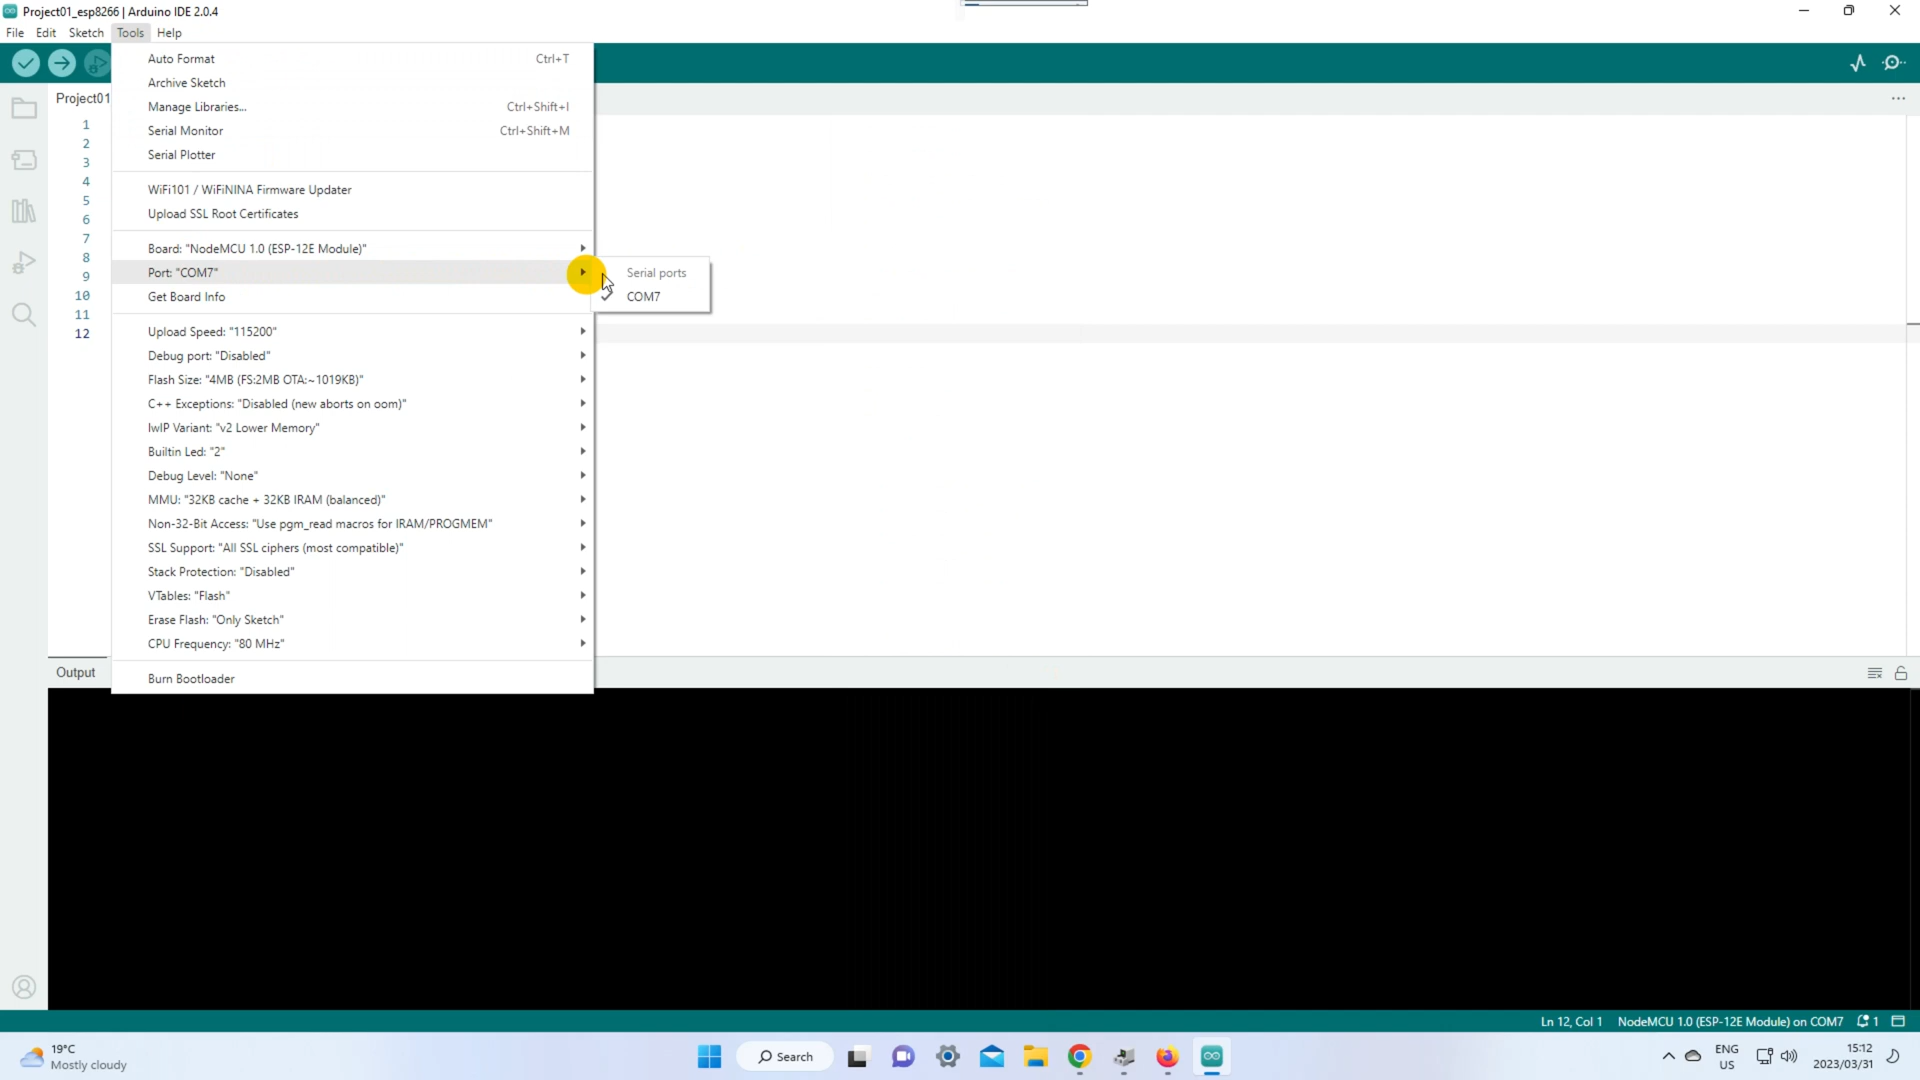 Project01_esp8266 | Arduino IDE 2.0.4
File Edit Sketch Tools Help
Project01
1
2
3
4
5
6
7
8
9
10
11
12
Auto Format Ctrl+T
Archive Sketch
Manage Libraries... Ctrl+Shift+I
Serial Monitor Ctrl+Shift+M
Serial Plotter
WiFi101 / WiFiNINA Firmware Updater
Upload SSL Root Certificates
Board: "NodeMCU 1.0 (ESP-12E Module)"
Port: "COM7"
Get Board Info
Serial ports
COM7
Upload Speed: "115200"
Debug port: "Disabled"
Flash Size: "4MB (FS:2MB OTA:~1019KB)"
C++ Exceptions: "Disabled (new aborts on oom)"
lwIP Variant: "v2 Lower Memory"
Builtin Led: "2"
Debug Level: "None"
MMU: "32KB cache + 32KB IRAM (balanced)"
Non-32-Bit Access: "Use pgm_read macros for IRAM/PROGMEM"
SSL Support: "All SSL ciphers (most compatible)"
Stack Protection: "Disabled"
VTables: "Flash"
Erase Flash: "Only Sketch"
CPU Frequency: "80 MHz"
Burn Bootloader
Output
Ln 12, Col 1 NodeMCU 1.0 (ESP-12E Module) on COM7 1
19°C
Mostly cloudy
Search
ENG
US
15:12
2023/03/31